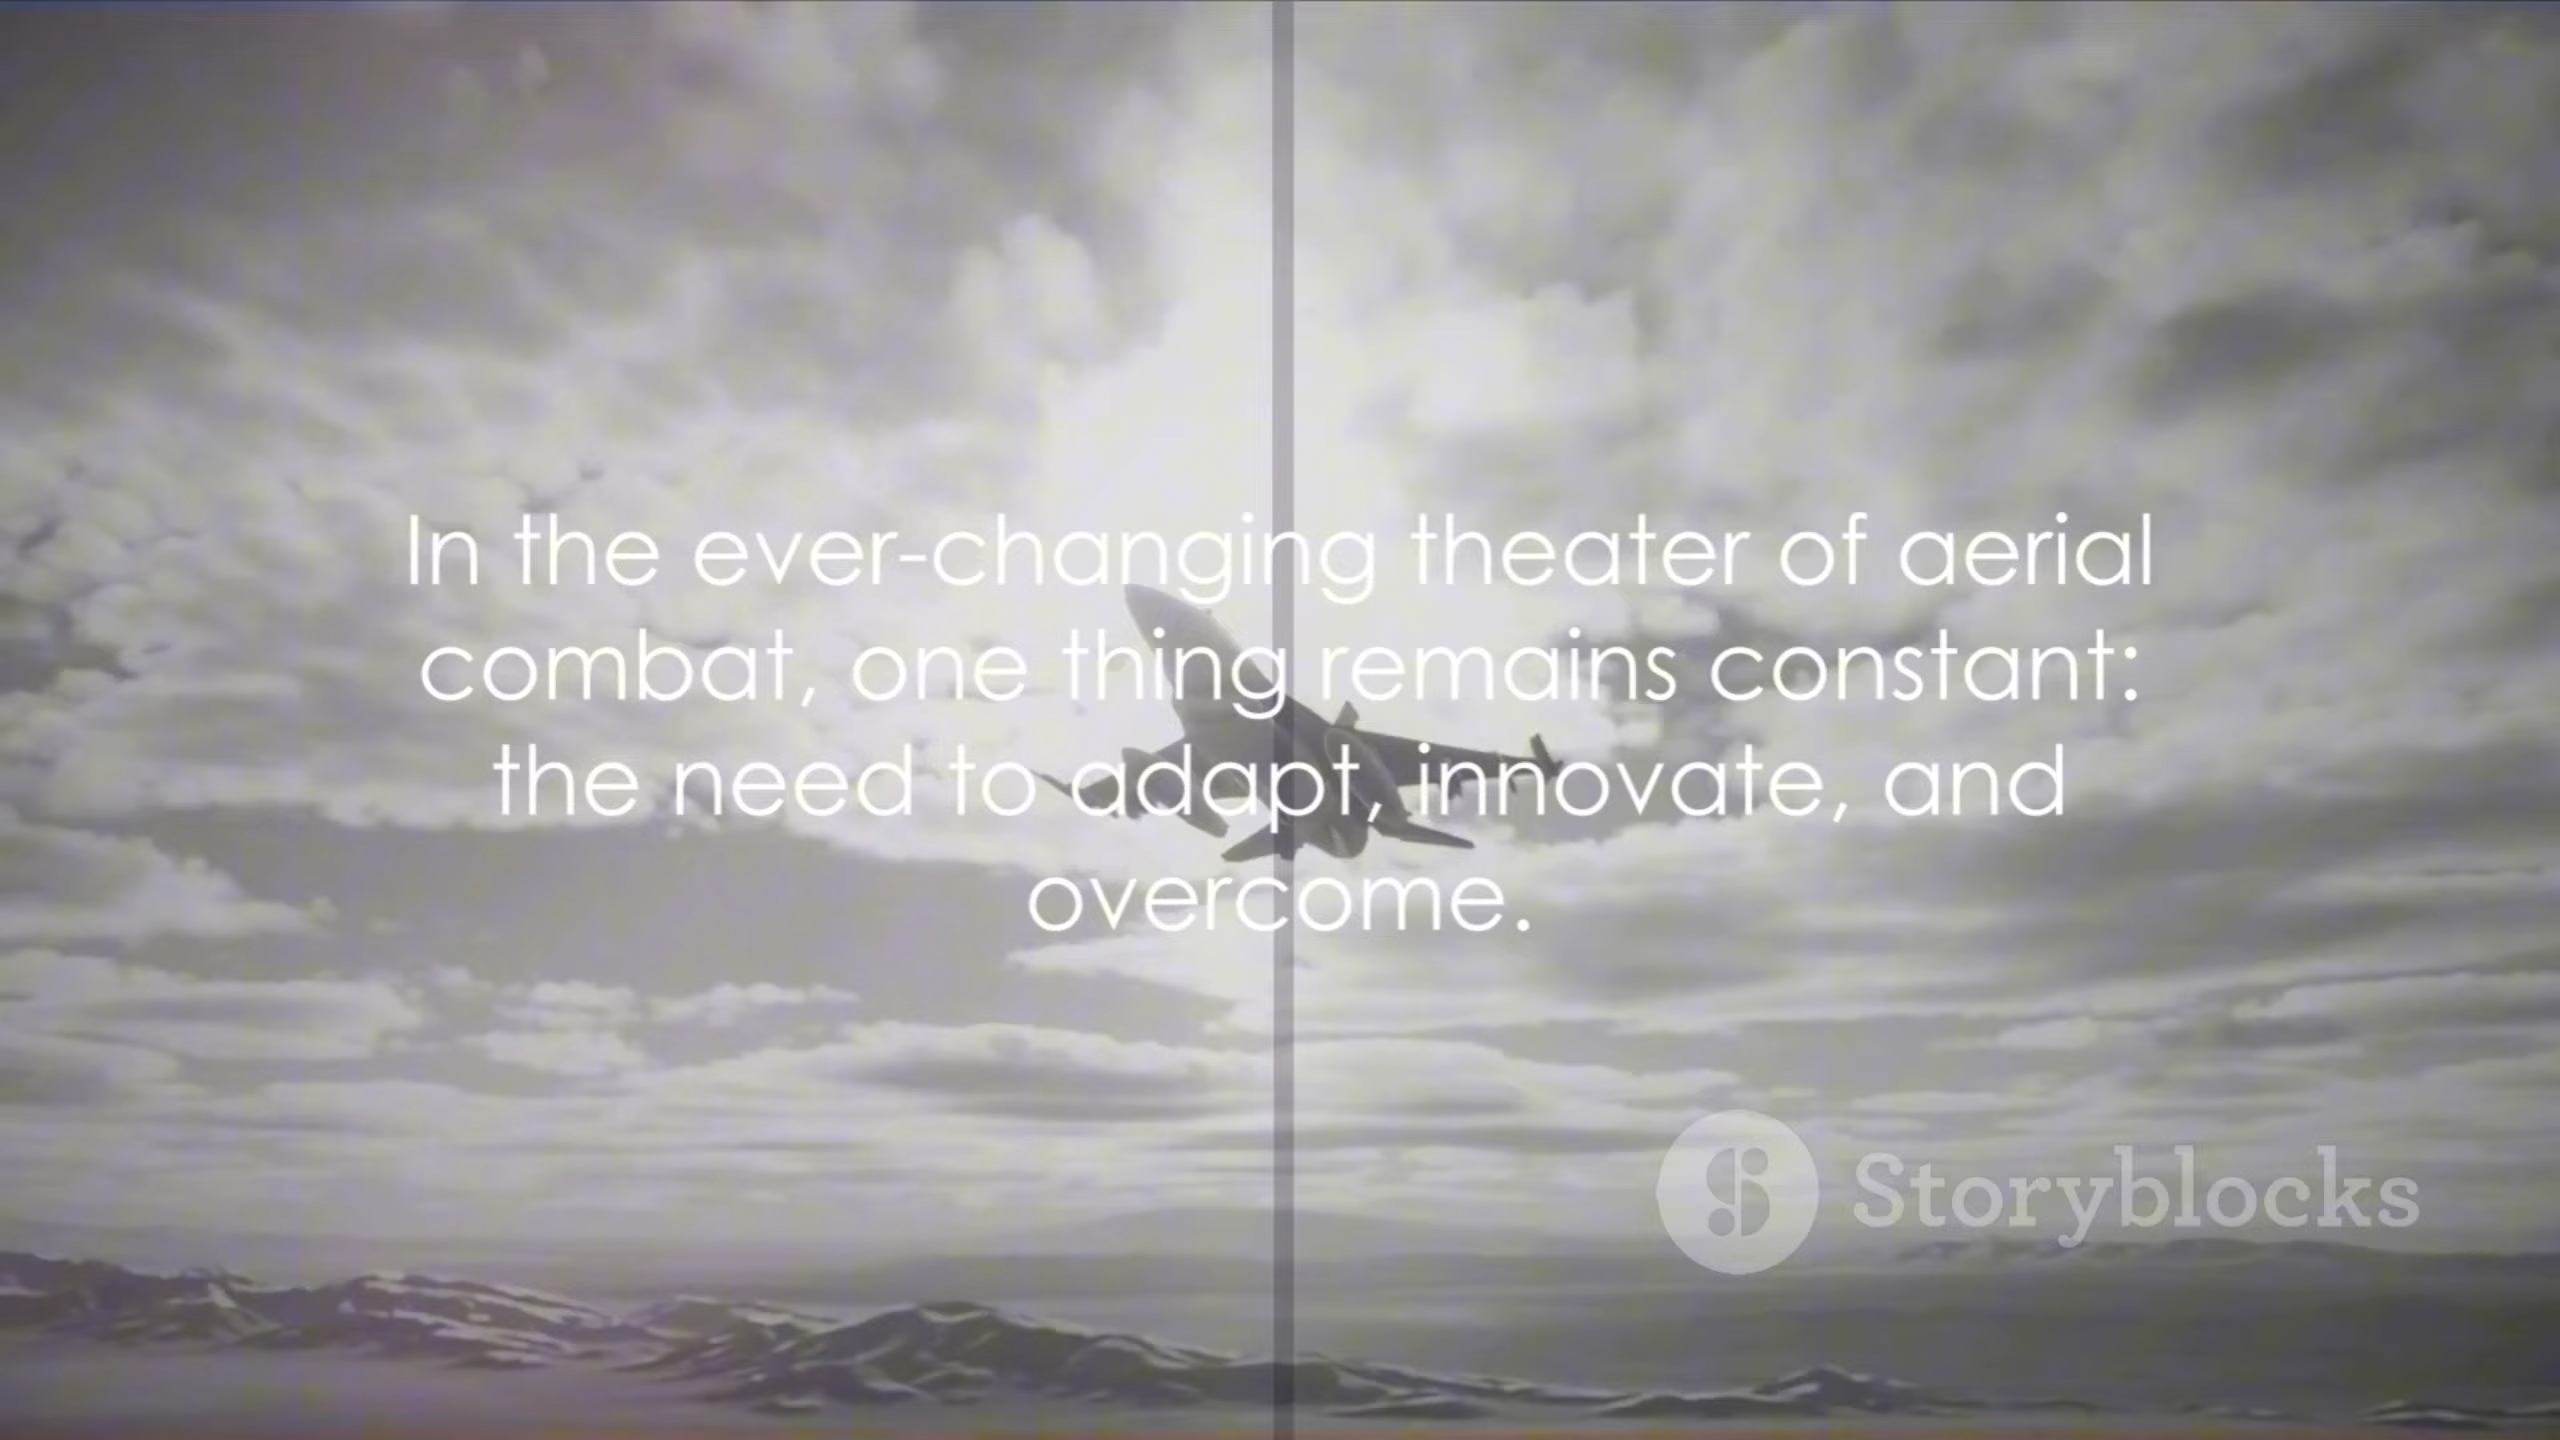 In the ever-changing theater of aerial
combat, one thing remains constant:
the need to adapt, innovate, and
overcome.
Storyblocks